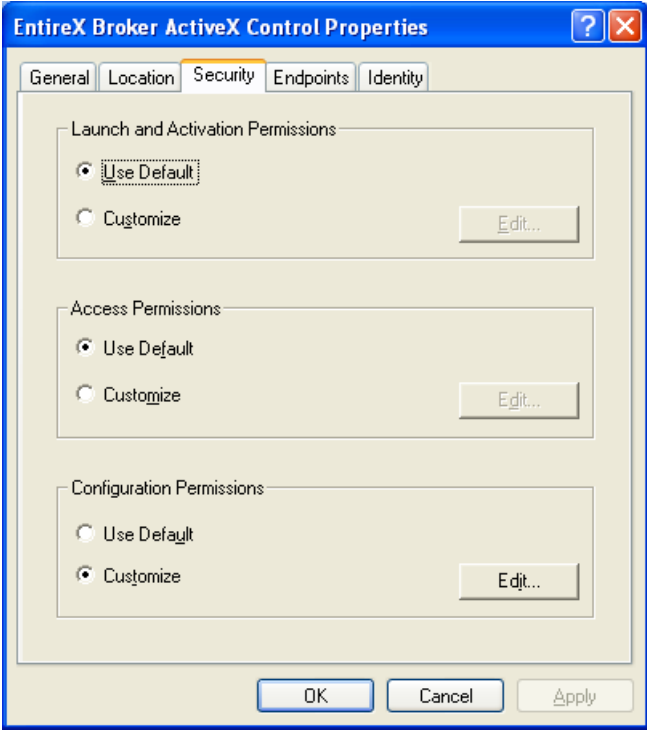 EntireX Broker ActiveX Control Properties
General Location Security Endpoints Identity
Launch and Activation Permissions
Use Default
Customize
Edit...
Access Permissions
Use Default
Customize
Edit...
Configuration Permissions
Use Default
Customize
Edit...
OK Cancel Apply